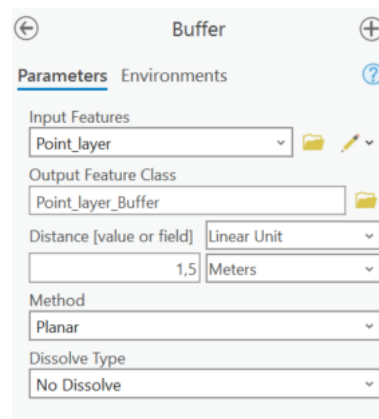 Buffer
Parameters Environments
Input Features
Point_layer
Output Feature Class
Point_layer_Buffer
Distance [value or field] Linear Unit
1,5 Meters
Method
Planar
Dissolve Type
No Dissolve